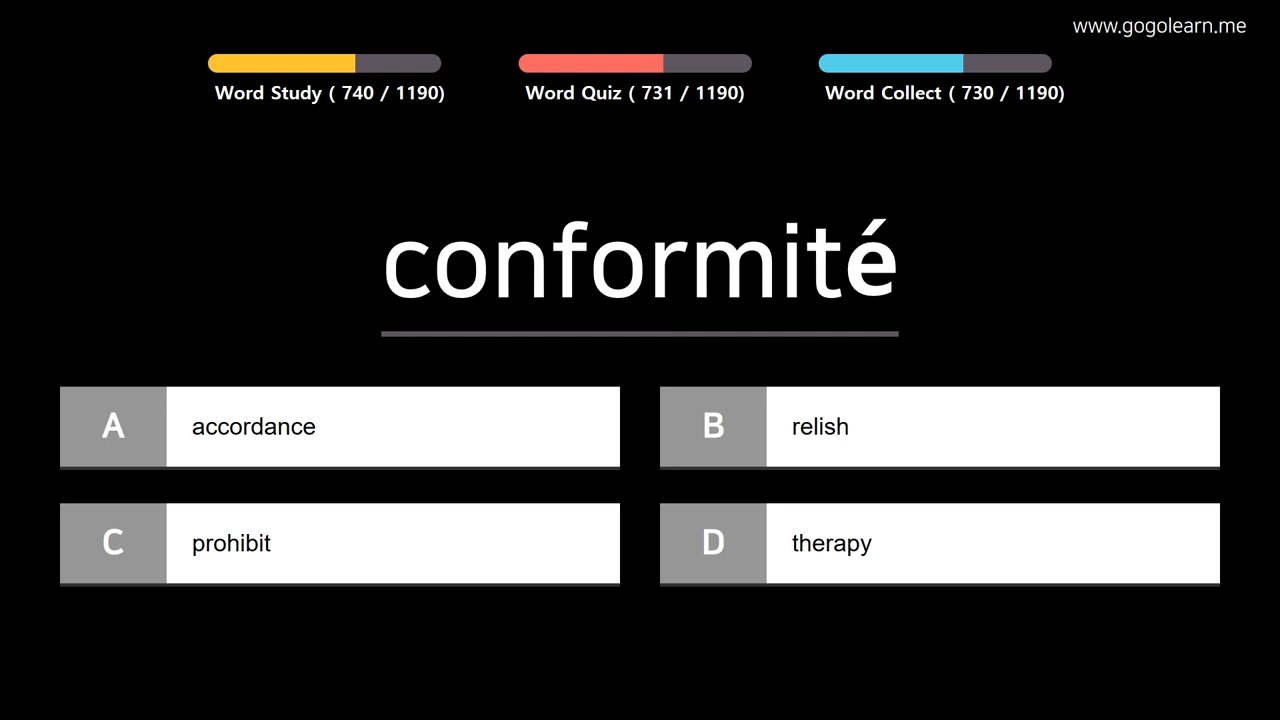 www.gogolearn.me
Word Study ( 740 / 1190)
Word Quiz ( 731 / 1190)
Word Collect ( 730 / 1190)
conformité
A accordance
B relish
C prohibit
D therapy